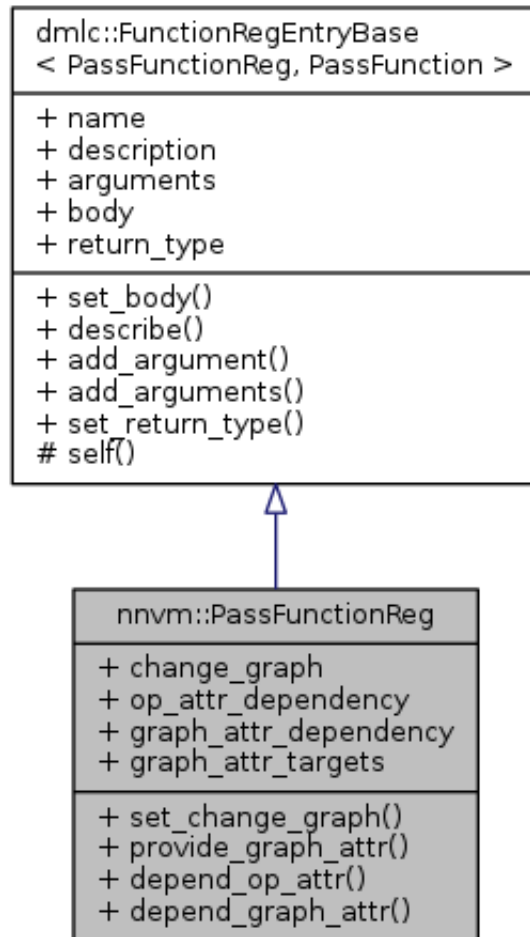 dmlc::FunctionRegEntryBase
< PassFunctionReg, PassFunction >
+ name
+ description
+ arguments
+ body
+ return_type
+ set_body()
+ describe()
+ add_argument()
+ add_arguments()
+ set_return_type()
# self()
nnvm::PassFunctionReg
+ change_graph
+ op_attr_dependency
+ graph_attr_dependency
+ graph_attr_targets
+ set_change_graph()
+ provide_graph_attr()
+ depend_op_attr()
+ depend_graph_attr()